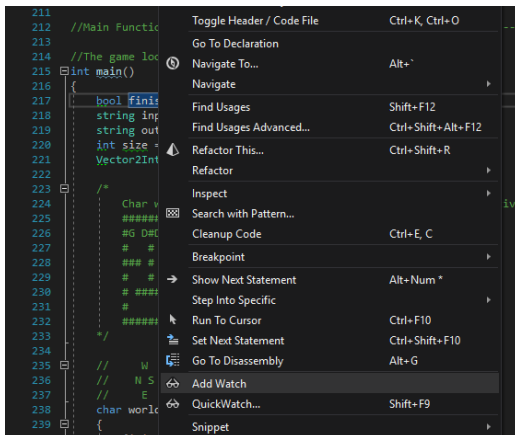 211
212 //Main Functio
213
214 //The game loo
215 int main()
216 {
217 bool finis
218 string inp
219 string out
220 int size =
221 Vector2Int
222
223 /*
224 Char w
225 ######
226 #G D#D
227 # #
228 ### #
229 # #
230 # ####
231 #
232 ######
233 */
234
235 // W
236 // N S
237 // E
238 char world
239 {
Toggle Header / Code File Ctrl+K, Ctrl+O
Go To Declaration
Navigate To... Alt+`
Navigate
Find Usages Shift+F12
Find Usages Advanced... Ctrl+Shift+Alt+F12
Refactor This... Ctrl+Shift+R
Refactor
Inspect
Search with Pattern...
Cleanup Code Ctrl+E, C
Breakpoint
Show Next Statement Alt+Num *
Step Into Specific
Run To Cursor Ctrl+F10
Set Next Statement Ctrl+Shift+F10
Go To Disassembly Alt+G
Add Watch
QuickWatch... Shift+F9
Snippet